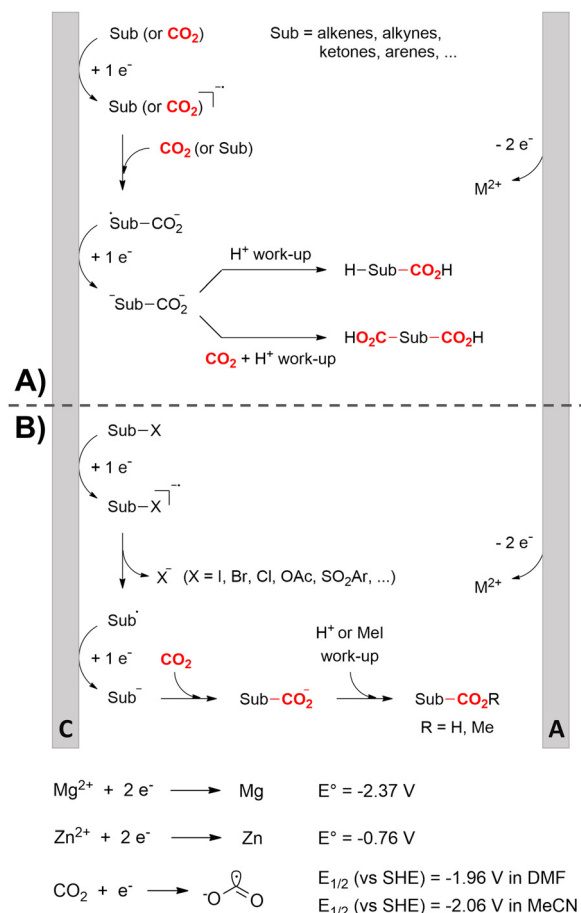 Sub (or CO₂)
Sub = alkenes, alkynes,
ketones, arenes, ...
+ 1 e⁻
Sub (or CO₂) ⁻•
- 2 e⁻
CO₂ (or Sub)
M²⁺
•Sub–CO₂⁻
+ 1 e⁻
H⁺ work-up
H–Sub–CO₂H
⁻Sub–CO₂⁻
HO₂C–Sub–CO₂H
CO₂ + H⁺ work-up
A)
B)
Sub–X
+ 1 e⁻
Sub–X ⁻•
- 2 e⁻
X⁻ (X = I, Br, Cl, OAc, SO₂Ar, ...)
M²⁺
Sub•
H⁺ or MeI
work-up
+ 1 e⁻
CO₂
Sub⁻
Sub–CO₂⁻
Sub–CO₂R
R = H, Me
C
A
Mg²⁺ + 2 e⁻ → Mg E° = -2.37 V
Zn²⁺ + 2 e⁻ → Zn E° = -0.76 V
CO₂ + e⁻ → ⁻O O E₁/₂ (vs SHE) = -1.96 V in DMF
E₁/₂ (vs SHE) = -2.06 V in MeCN